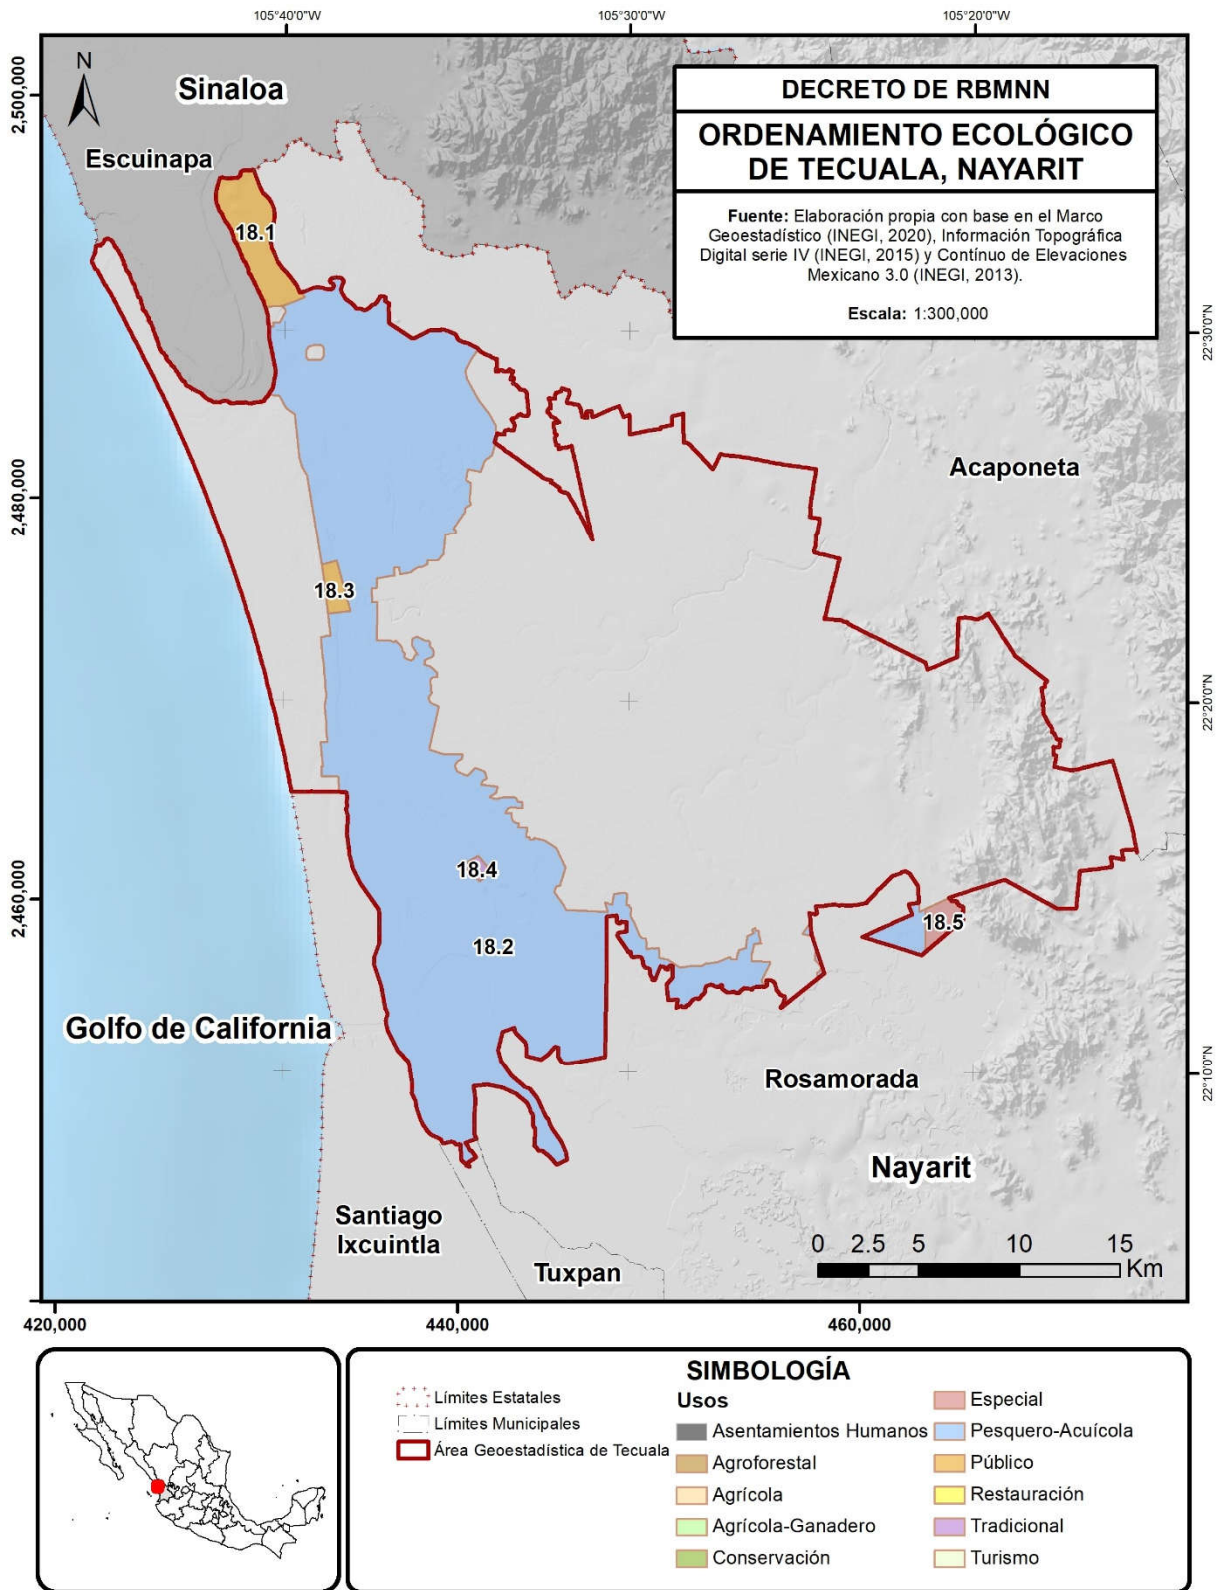 105°40'0"W
105°30'0"W
105°20'0"W
N
Sinaloa
Escuinapa
DECRETO DE RBMNN
ORDENAMIENTO ECOLÓGICO
DE TECUALA, NAYARIT
Fuente: Elaboración propia con base en el Marco
Geoestadístico (INEGI, 2020), Información Topográfica
Digital serie IV (INEGI, 2015) y Contínuo de Elevaciones
Mexicano 3.0 (INEGI, 2013).
Escala: 1:300,000
2,500,000
2,480,000
2,460,000
22°30'0"N
22°20'0"N
22°10'0"N
18.1
Acaponeta
18.3
18.4
18.5
18.2
Golfo de California
Rosamorada
Nayarit
Santiago
Ixcuintla
Tuxpan
0 2.5 5 10 15
Km
420,000
440,000
460,000
SIMBOLOGÍA
Límites Estatales
Límites Municipales
Área Geoestadística de Tecuala
Usos
Asentamientos Humanos
Agroforestal
Agrícola
Agrícola-Ganadero
Conservación
Especial
Pesquero-Acuícola
Público
Restauración
Tradicional
Turismo